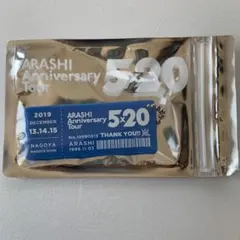 ARASHI
Anniversary
Tour
5×20
2019
DECEMBER
13.14.15
NAGOYA
ARASHI
Anniversary
Tour
5×20
THANK YOU!!
ARASHI
1999.11.03